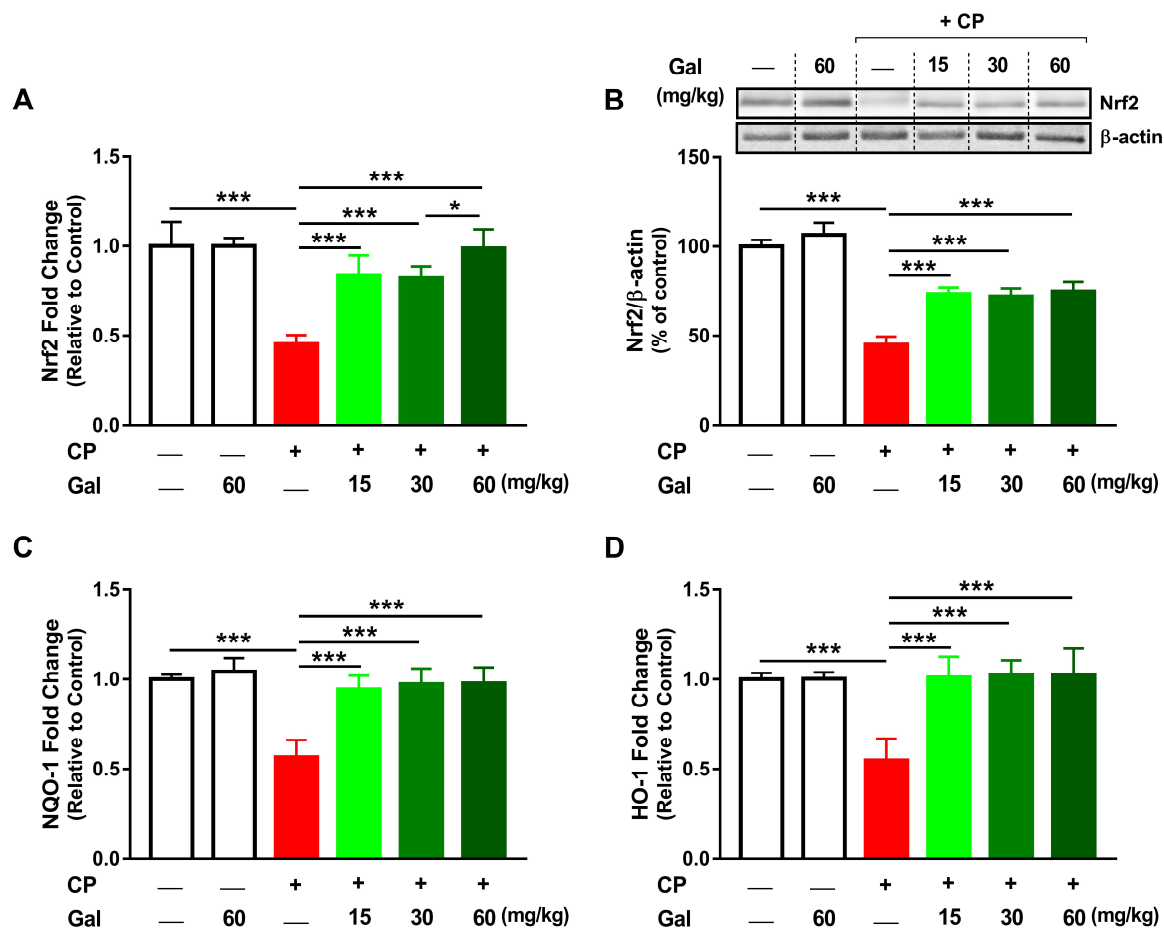 A
1.5
1.0
0.5
0.0
Nrf2 Fold Change
(Relative to Control)
***
***
***
***
*
CP — — + + + +
Gal — 60 — 15 30 60 (mg/kg)
B
+ CP
Gal — 60 — 15 30 60
(mg/kg)
Nrf2
β-actin
150
100
50
0
Nrf2/β-actin
(% of control)
***
***
***
***
CP — — + + + +
Gal — 60 — 15 30 60 (mg/kg)
C
1.5
1.0
0.5
0.0
NQO-1 Fold Change
(Relative to Control)
***
***
***
***
CP — — + + + +
Gal — 60 — 15 30 60 (mg/kg)
D
1.5
1.0
0.5
0.0
HO-1 Fold Change
(Relative to Control)
***
***
***
***
CP — — + + + +
Gal — 60 — 15 30 60 (mg/kg)